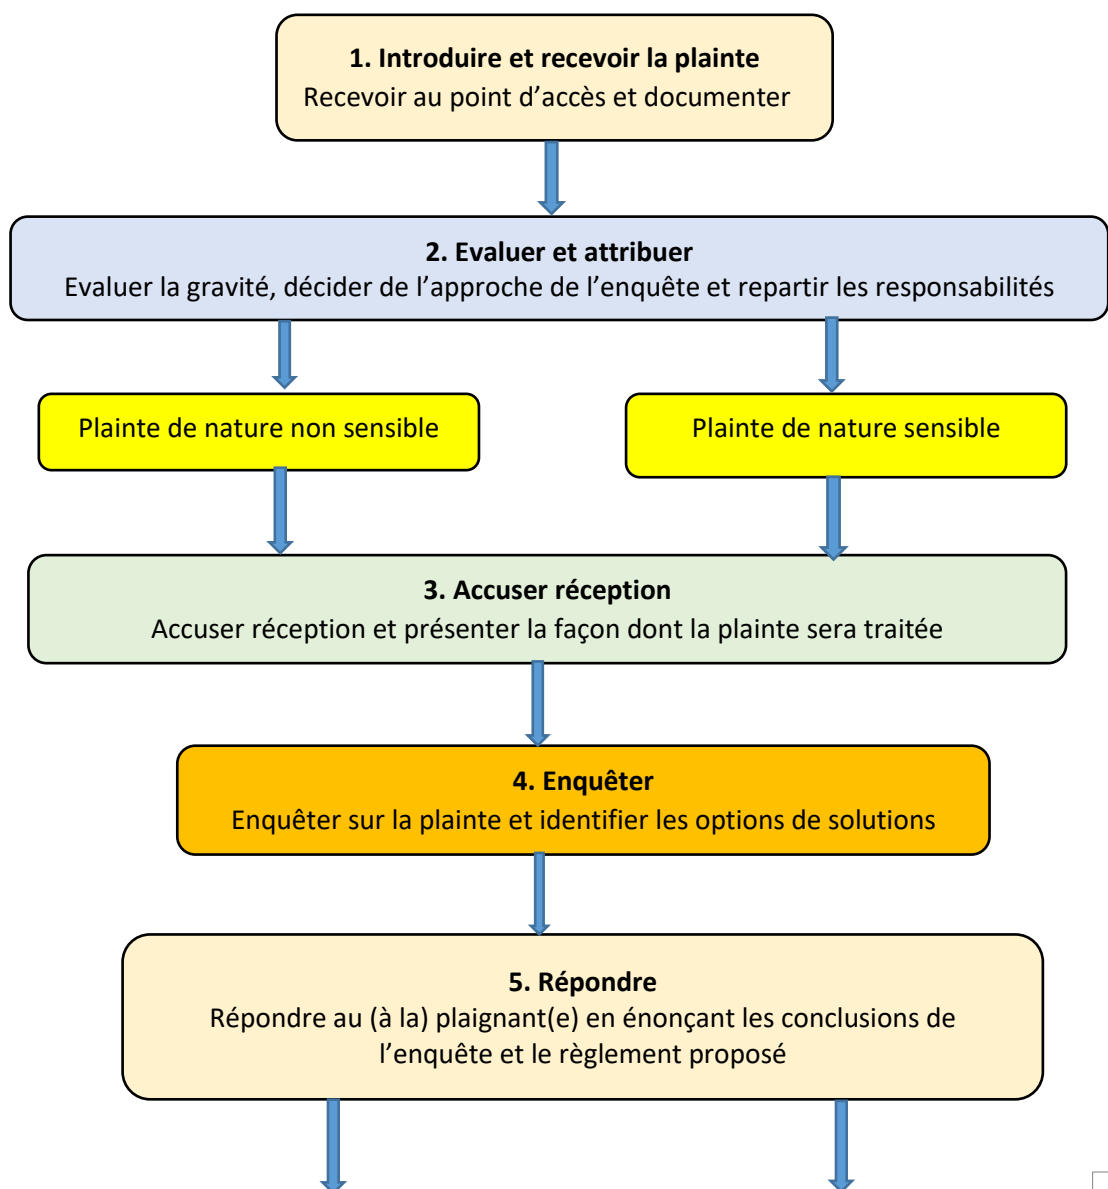 1. Introduire et recevoir la plainte
Recevoir au point d’accès et documenter
2. Evaluer et attribuer
Evaluer la gravité, décider de l’approche de l’enquête et repartir les responsabilités
Plainte de nature non sensible
Plainte de nature sensible
3. Accuser réception
Accuser réception et présenter la façon dont la plainte sera traitée
4. Enquêter
Enquêter sur la plainte et identifier les options de solutions
5. Répondre
Répondre au (à la) plaignant(e) en énonçant les conclusions de
l’enquête et le règlement proposé